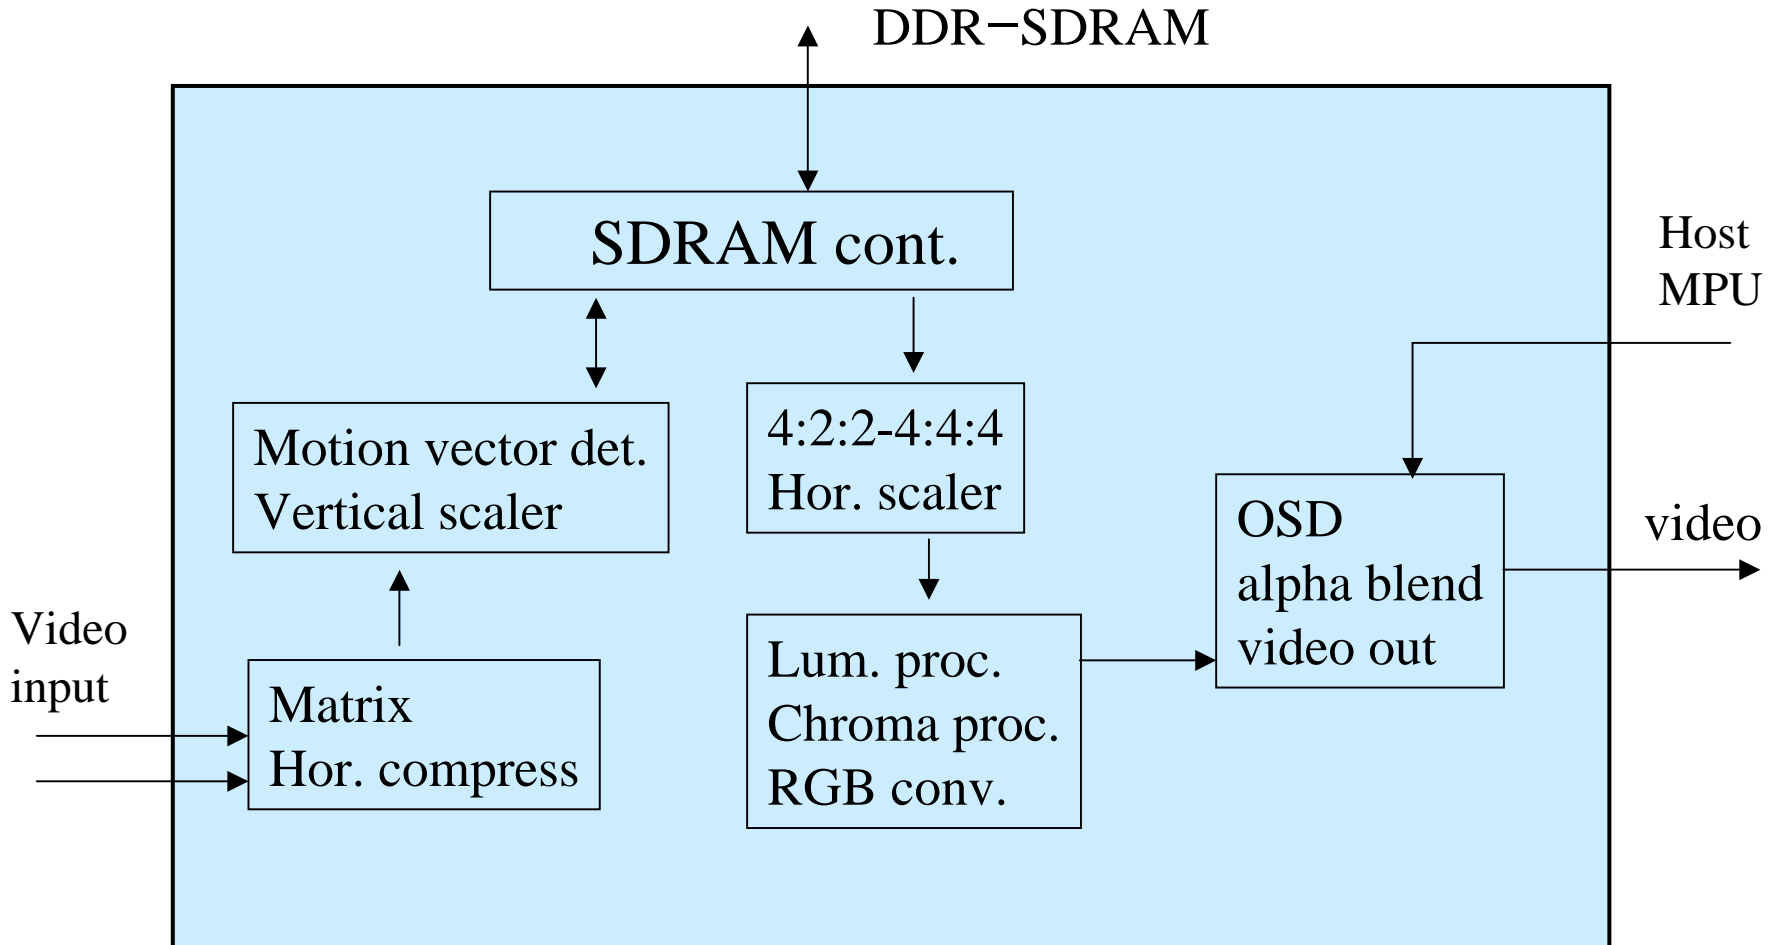 DDR−SDRAM
SDRAM cont.
Host
MPU
Motion vector det.
Vertical scaler
4:2:2-4:4:4
Hor. scaler
OSD
alpha blend
video out
video
Video
input
Matrix
Hor. compress
Lum. proc.
Chroma proc.
RGB conv.